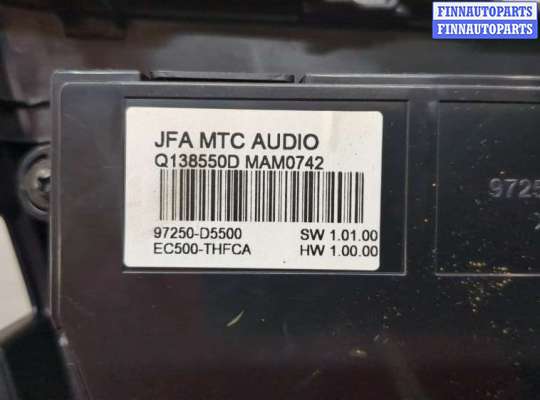 FINNAUTOPARTS
FINNAUTOPARTS
JFA MTC AUDIO
Q138550D MAM0742
97250-D5500 SW 1.01.00
EC500-THFCA HW 1.00.00